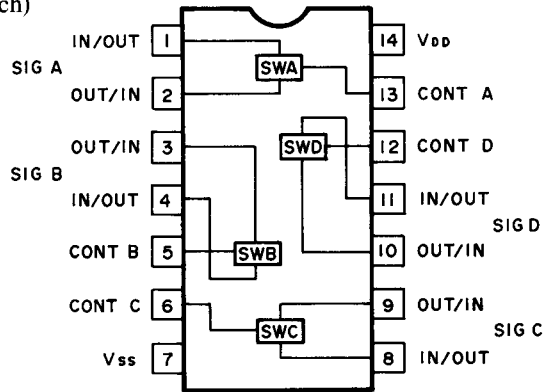 ch)
IN/OUT 1 14 VDD
SIG A SWA
OUT/IN 2 13 CONT A
OUT/IN 3 SWD 12 CONT D
SIG B
IN/OUT 4 11 IN/OUT
SIG D
CONT B 5 SWB 10 OUT/IN
CONT C 6 9 OUT/IN
SWC SIG C
VSS 7 8 IN/OUT